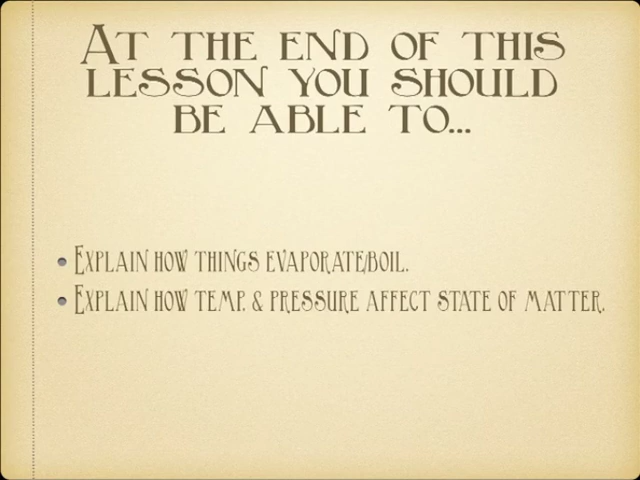 At the end of this
lesson you should
be able to...
• Explain how things evaporate/boil.
• Explain how temp. & pressure affect state of matter.